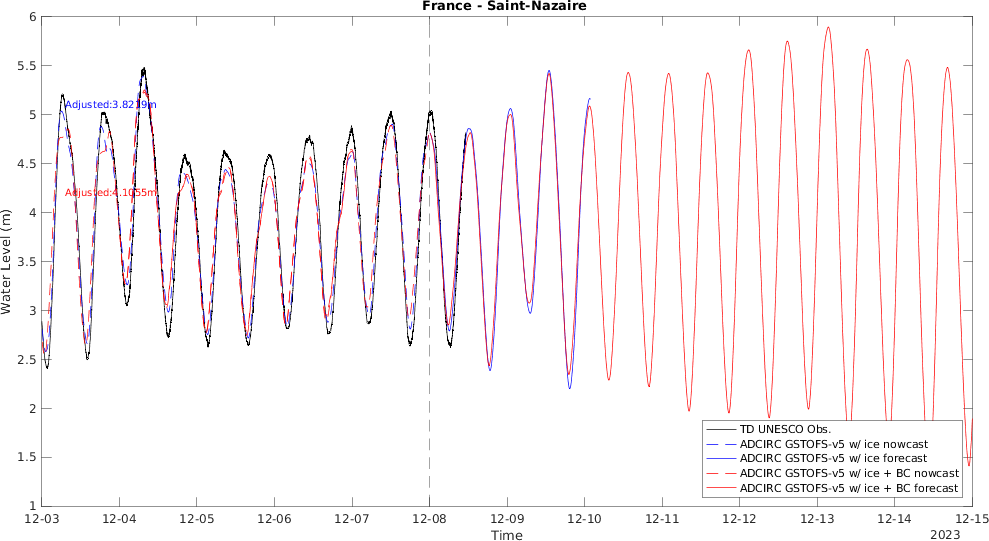 France - Saint-Nazaire
6
5.5
5
4.5
4
3.5
3
2.5
2
1.5
1
Water Level (m)
Adjusted:3.8219m
Adjusted:4.1055m
TD UNESCO Obs.
ADCIRC GSTOFS-v5 w/ ice nowcast
ADCIRC GSTOFS-v5 w/ ice forecast
ADCIRC GSTOFS-v5 w/ ice + BC nowcast
ADCIRC GSTOFS-v5 w/ ice + BC forecast
12-03 12-04 12-05 12-06 12-07 12-08 12-09 12-10 12-11 12-12 12-13 12-14 12-15
Time
2023